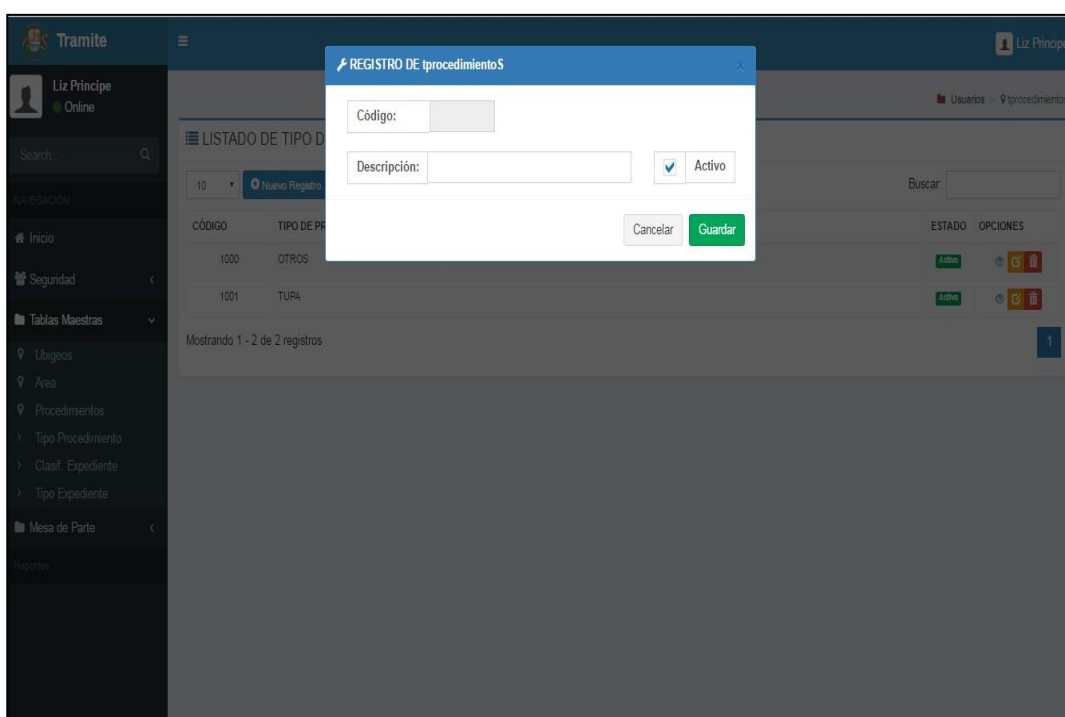 Tramite
Liz Principe
Liz Principe
Online
Usuarios
tprocedimientos
Search...
NAVEGACIÓN
Inicio
Seguridad
Tablas Maestras
Ubigeos
Area
Procedimientos
Tipo Procedimiento
Clasif. Expediente
Tipo Expediente
Mesa de Parte
Reportes
REGISTRO DE tprocedimientoS
x
Código:
Descripción:
Activo
Cancelar
Guardar
LISTADO DE TIPO D
10
Nuevo Registro
Buscar:
CÓDIGO TIPO DE PR ESTADO OPCIONES
1000 OTROS Activo
1001 TUPA Activo
Mostrando 1 - 2 de 2 registros
1